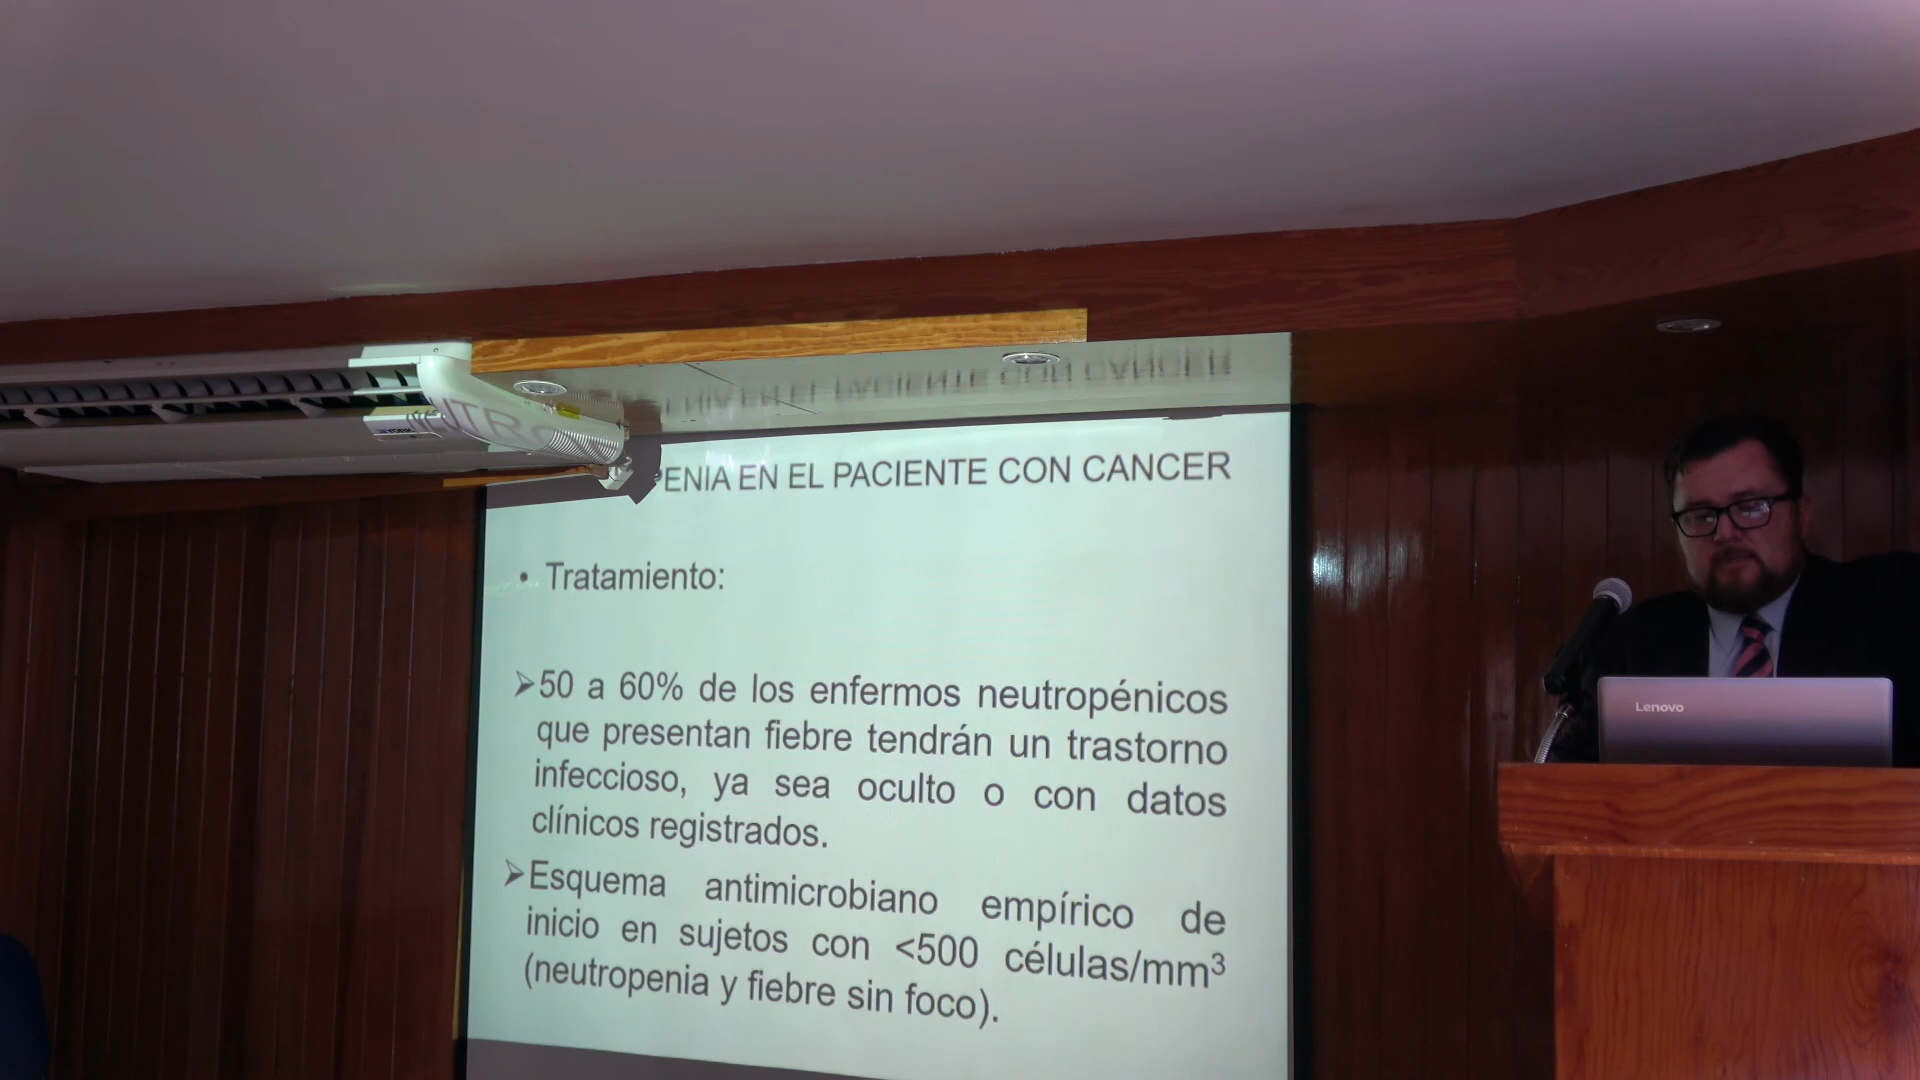 PENIA EN EL PACIENTE CON CANCER
• Tratamiento:
➢50 a 60% de los enfermos neutropénicos
que presentan fiebre tendrán un trastorno
infeccioso, ya sea oculto o con datos
clínicos registrados.
➢Esquema antimicrobiano empírico de
inicio en sujetos con <500 células/mm³
(neutropenia y fiebre sin foco).
Lenovo